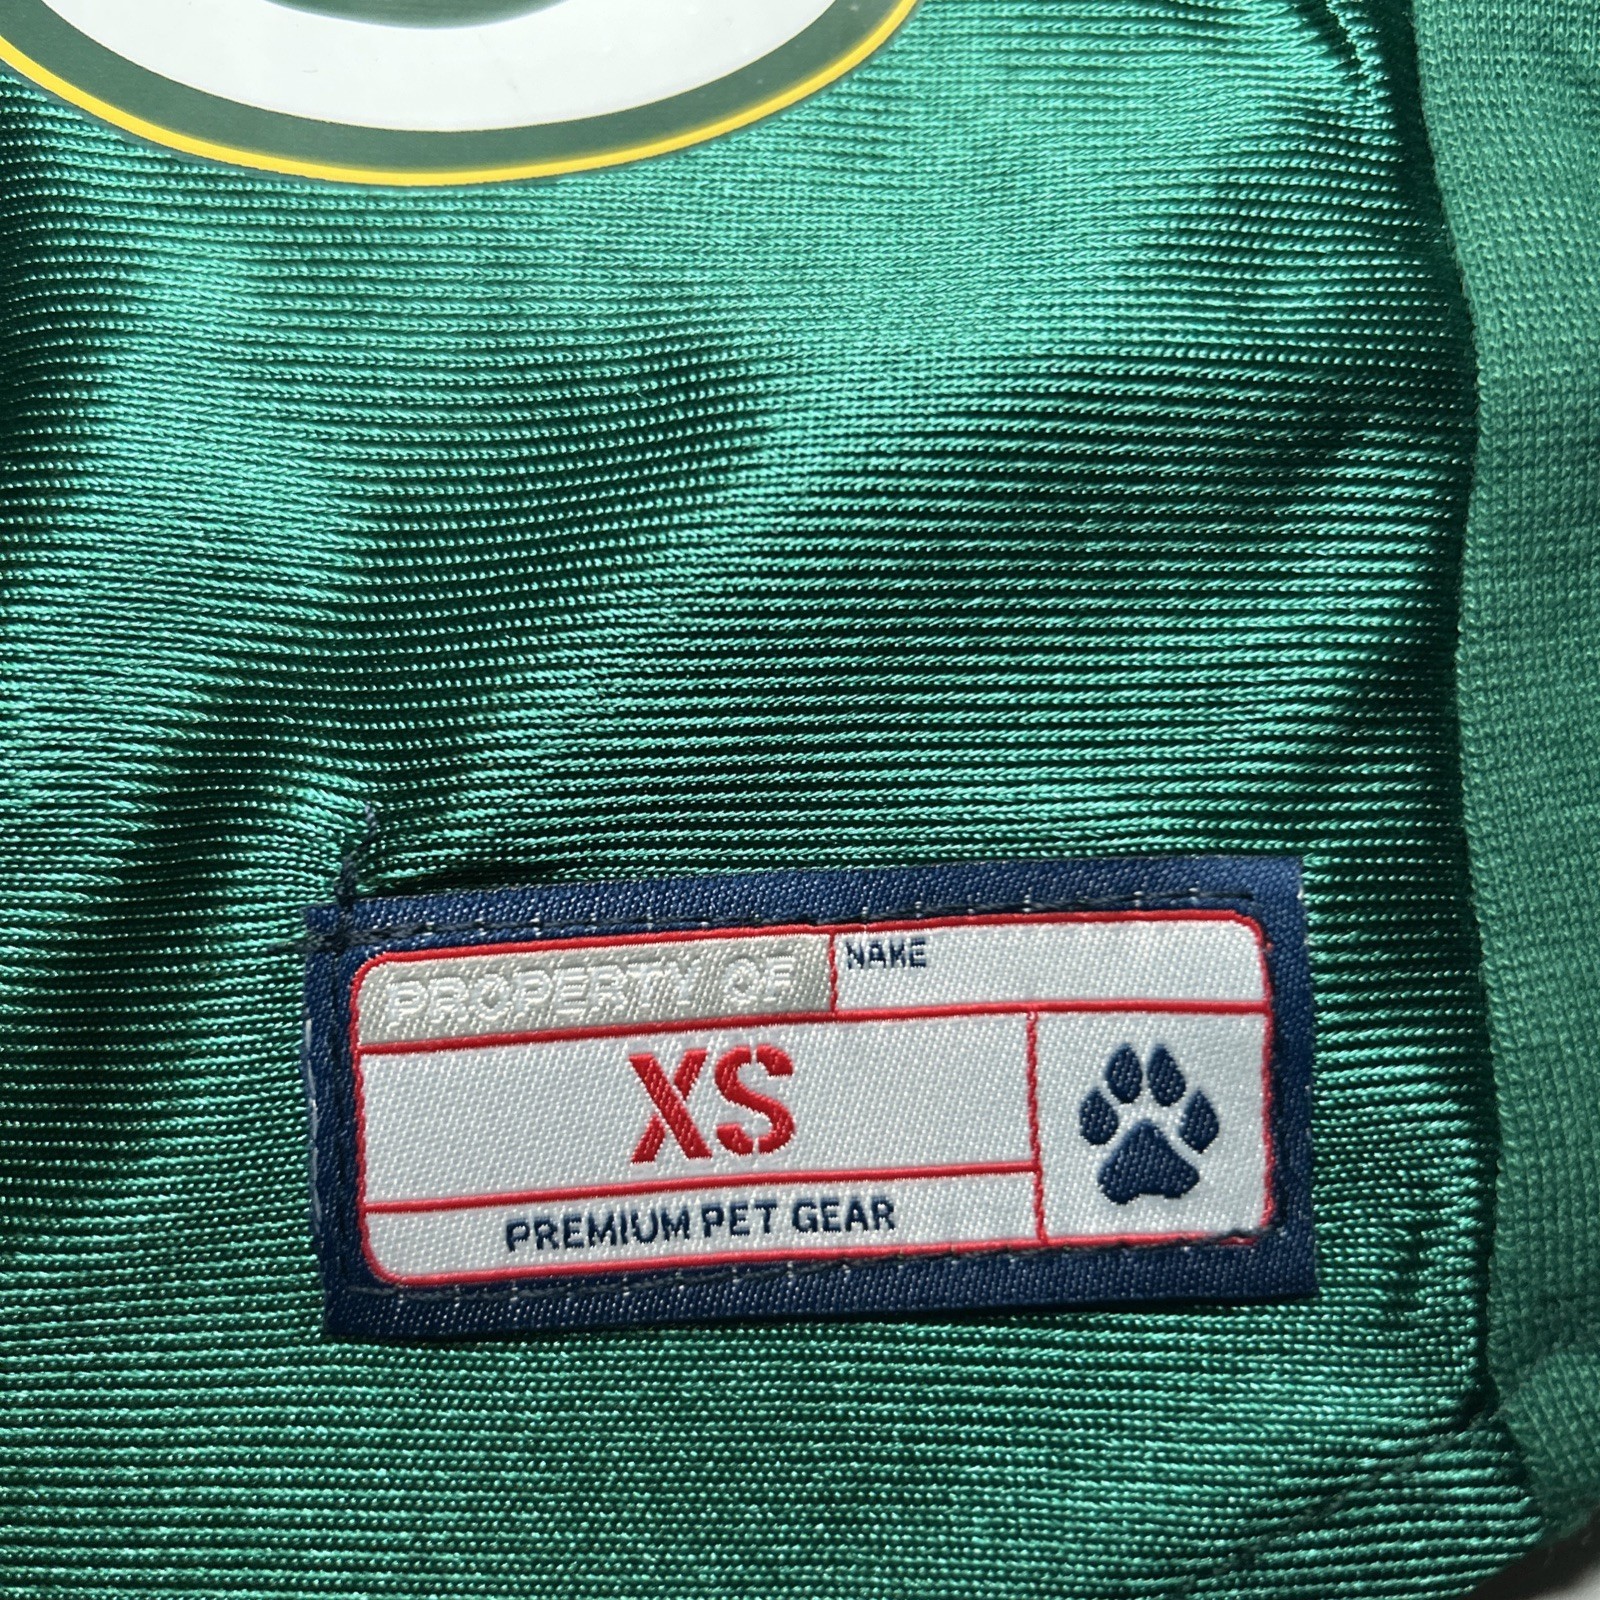 PROPERTY OF
NAME
XS
PREMIUM PET GEAR